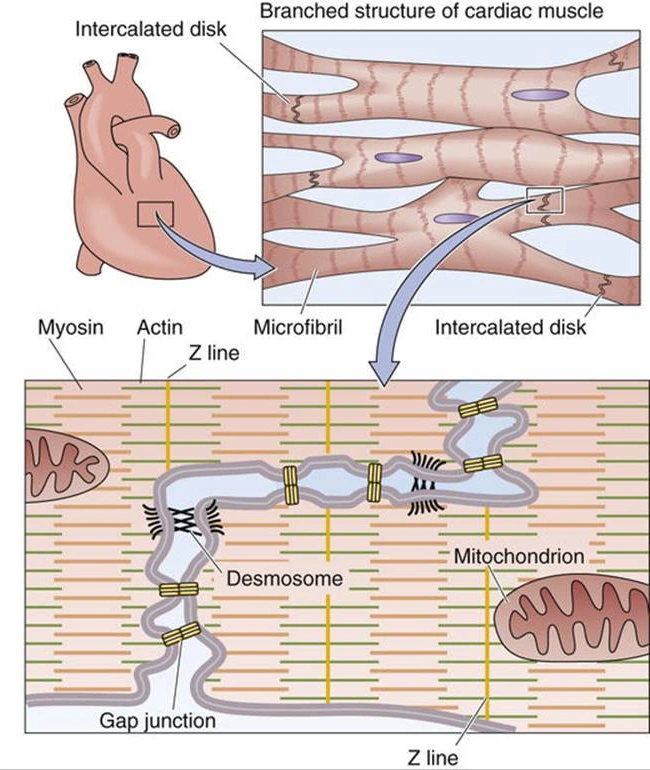 Branched structure of cardiac muscle
Intercalated disk
Myosin
Actin
Microfibril
Intercalated disk
Z line
Mitochondrion
Desmosome
Gap junction
Z line